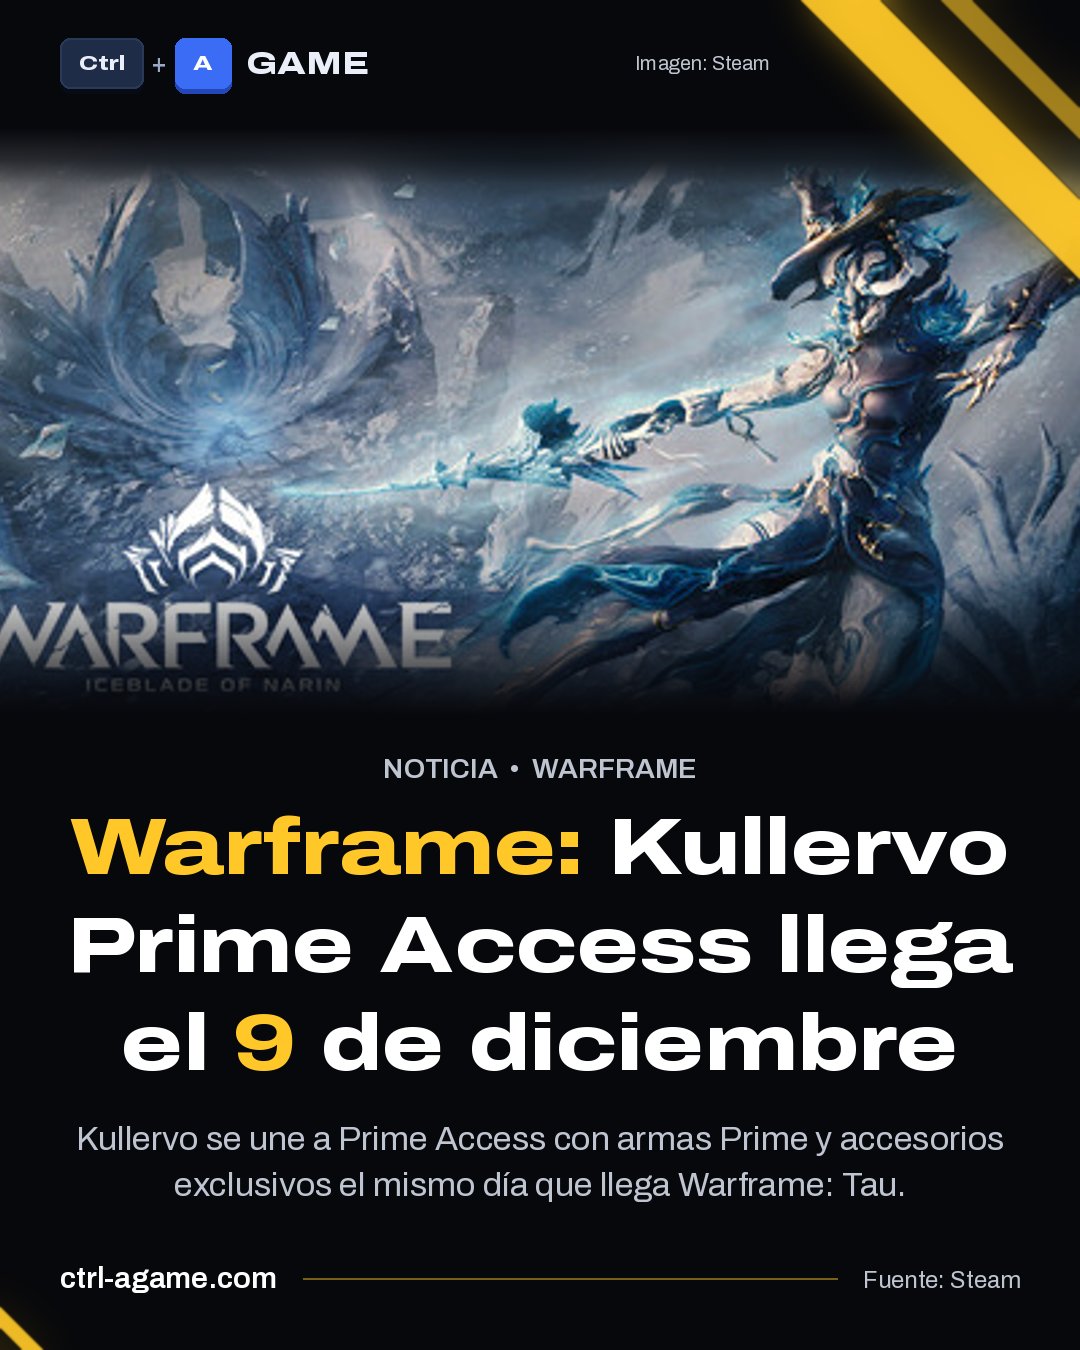 Ctrl + A GAME
Imagen: Steam
WARFRAME
ICEBLADE OF NARIN
NOTICIA • WARFRAME
Warframe: Kullervo
Prime Access llega
el 9 de diciembre
Kullervo se une a Prime Access con armas Prime y accesorios
exclusivos el mismo día que llega Warframe: Tau.
ctrl-agame.com
Fuente: Steam